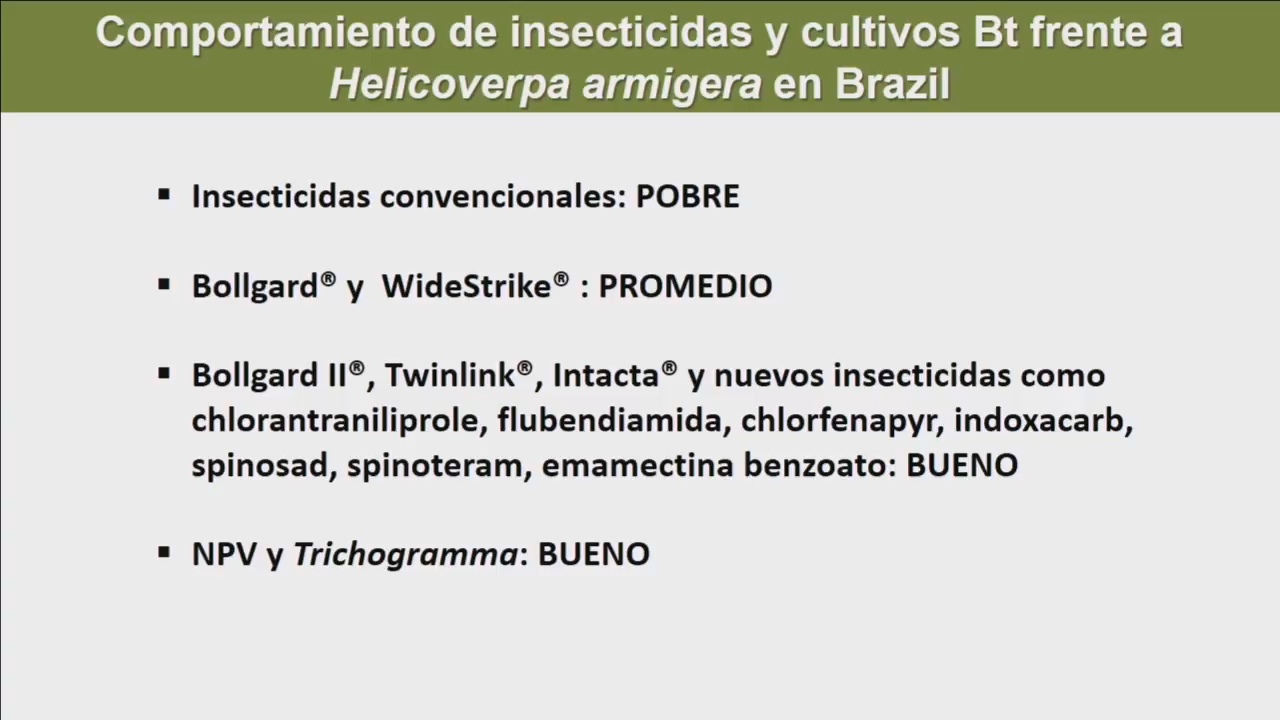 Comportamiento de insecticidas y cultivos Bt frente a
Helicoverpa armigera en Brazil
▪ Insecticidas convencionales: POBRE
▪ Bollgard® y WideStrike® : PROMEDIO
▪ Bollgard II®, Twinlink®, Intacta® y nuevos insecticidas como
chlorantraniliprole, flubendiamida, chlorfenapyr, indoxacarb,
spinosad, spinoteram, emamectina benzoato: BUENO
▪ NPV y Trichogramma: BUENO